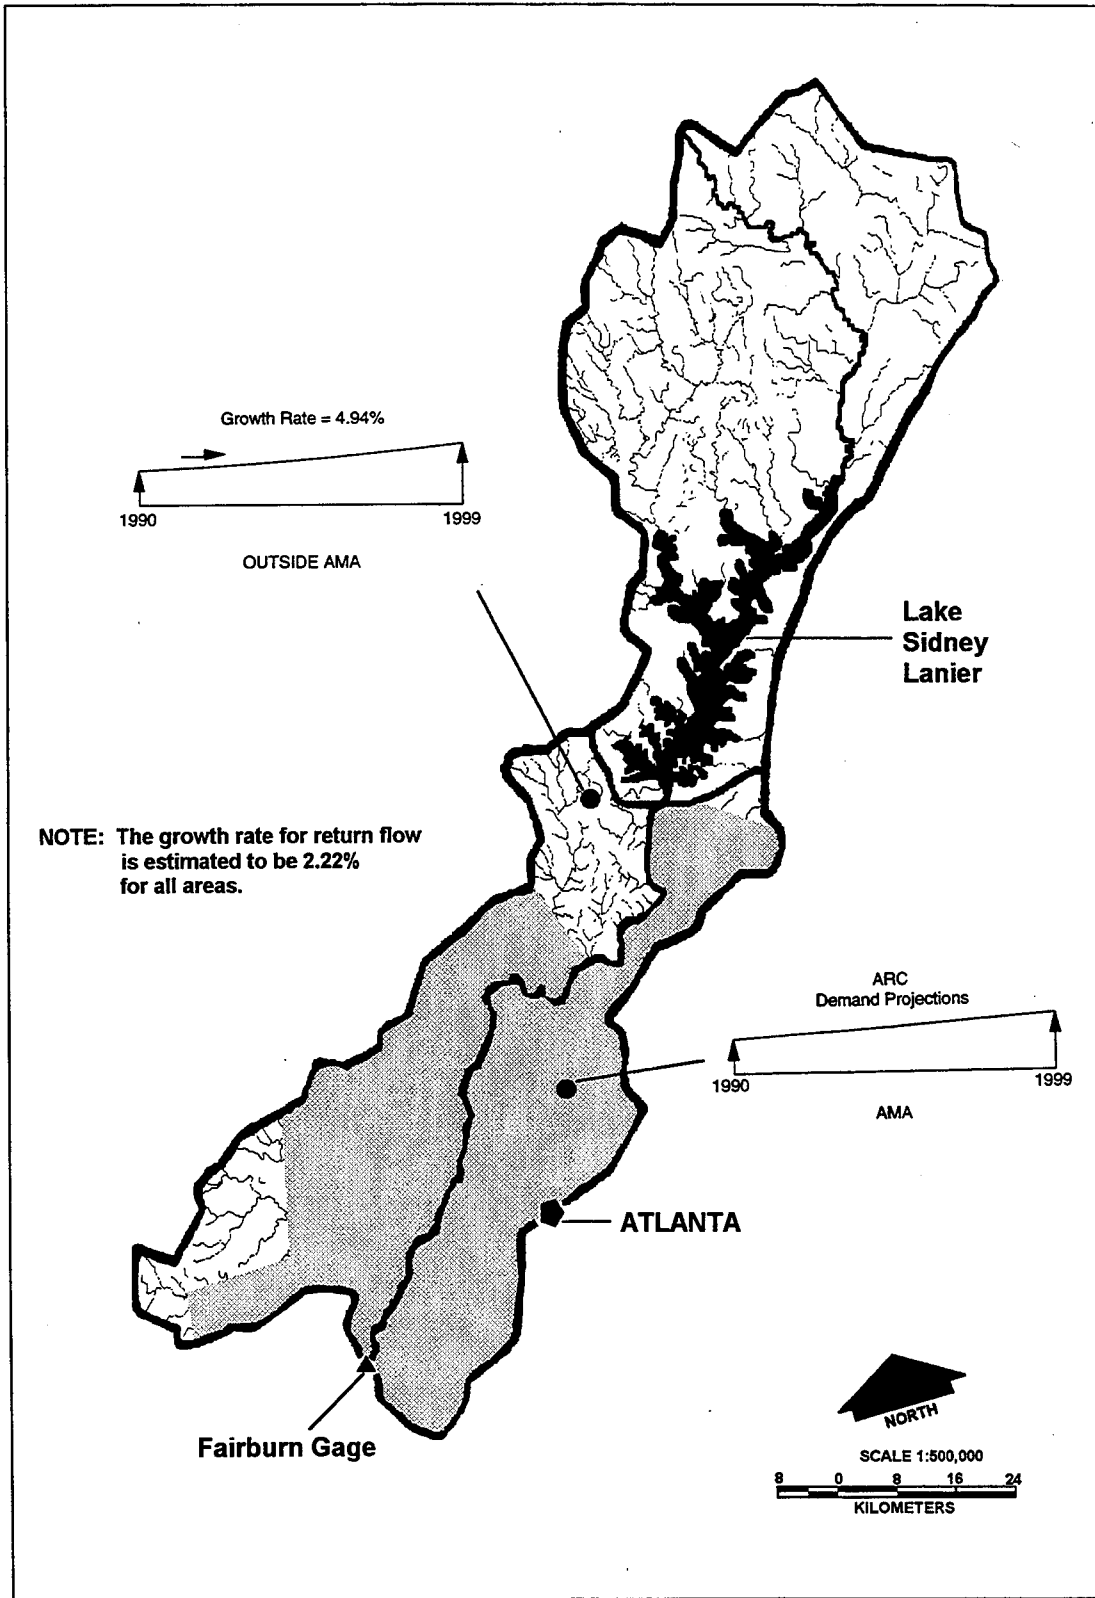 Growth Rate = 4.94%
1990
1999
OUTSIDE AMA
Lake
Sidney
Lanier
NOTE: The growth rate for return flow
is estimated to be 2.22%
for all areas.
ARC
Demand Projections
1990
1999
AMA
ATLANTA
Fairburn Gage
NORTH
SCALE 1:500,000
8 0 8 16 24
KILOMETERS